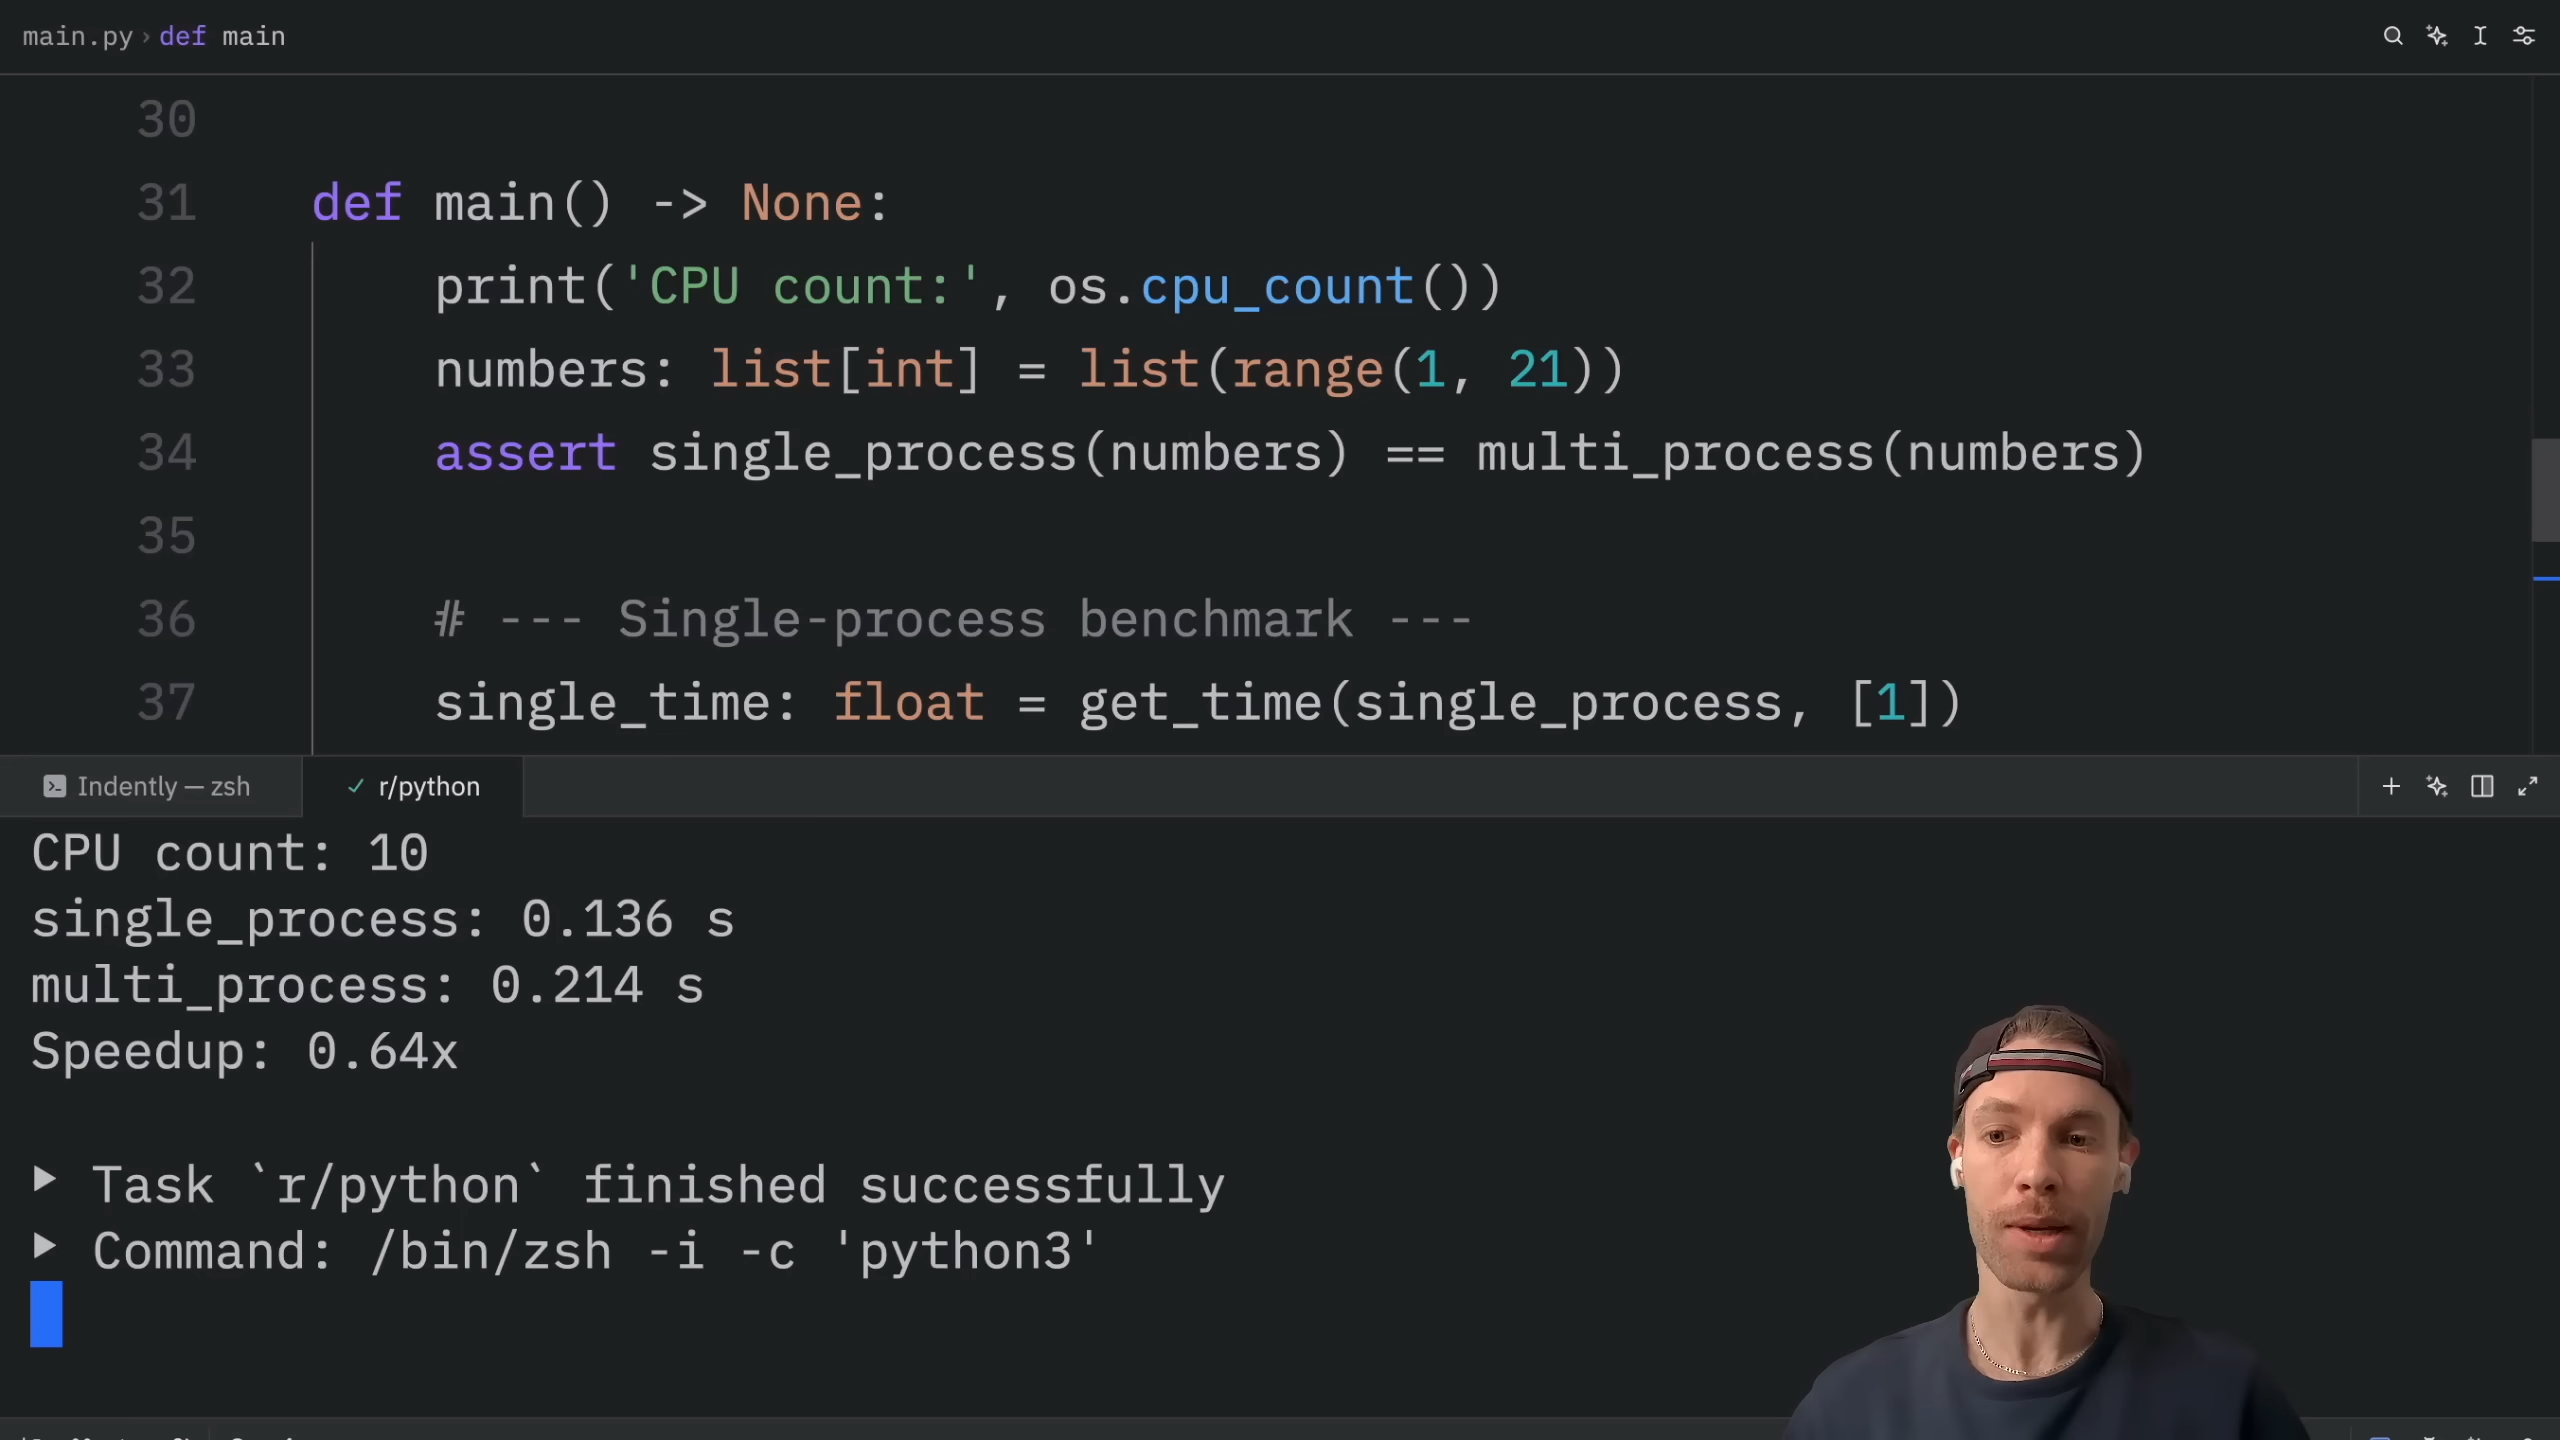 main.py › def main
30
31 def main() -> None:
32 print('CPU count:', os.cpu_count())
33 numbers: list[int] = list(range(1, 21))
34 assert single_process(numbers) == multi_process(numbers)
35
36 # --- Single-process benchmark ---
37 single_time: float = get_time(single_process, [1])
Indently — zsh
r/python
CPU count: 10
single_process: 0.136 s
multi_process: 0.214 s
Speedup: 0.64x
Task `r/python` finished successfully
Command: /bin/zsh -i -c 'python3'